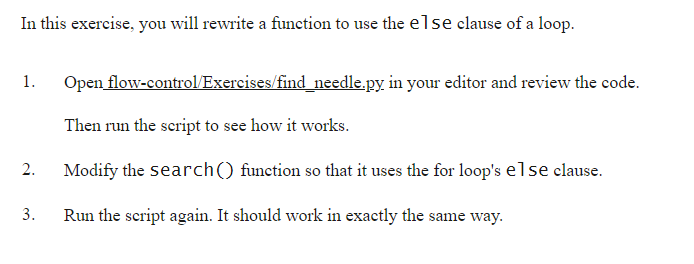 In this exercise, you will rewrite a function to use the else clause of a loop.
1. Open flow-control/Exercises/find_needle.py in your editor and review the code.
Then run the script to see how it works.
2. Modify the search() function so that it uses the for loop's else clause.
3. Run the script again. It should work in exactly the same way.